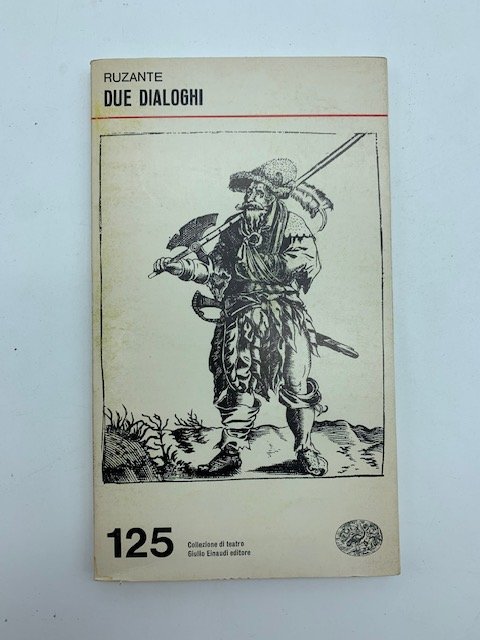 RUZANTE
DUE DIALOGHI
125
Collezione di teatro
Giulio Einaudi editore